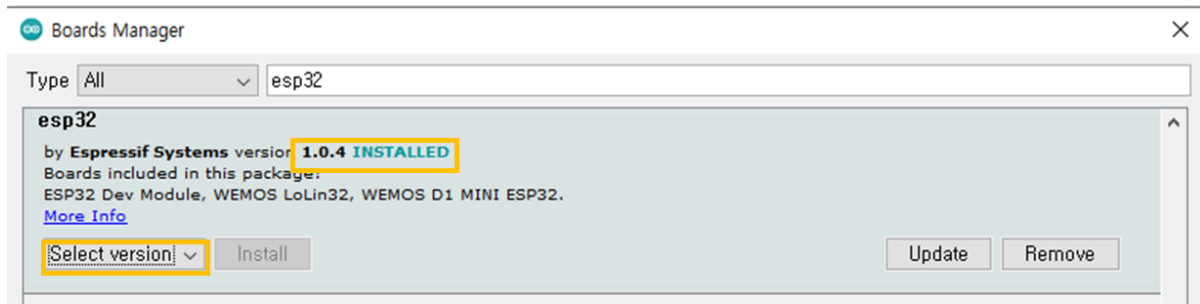 Boards Manager
Type All esp32
esp32
by Espressif Systems version 1.0.4 INSTALLED
Boards included in this package:
ESP32 Dev Module, WEMOS LoLin32, WEMOS D1 MINI ESP32.
More Info
Select version Install Update Remove